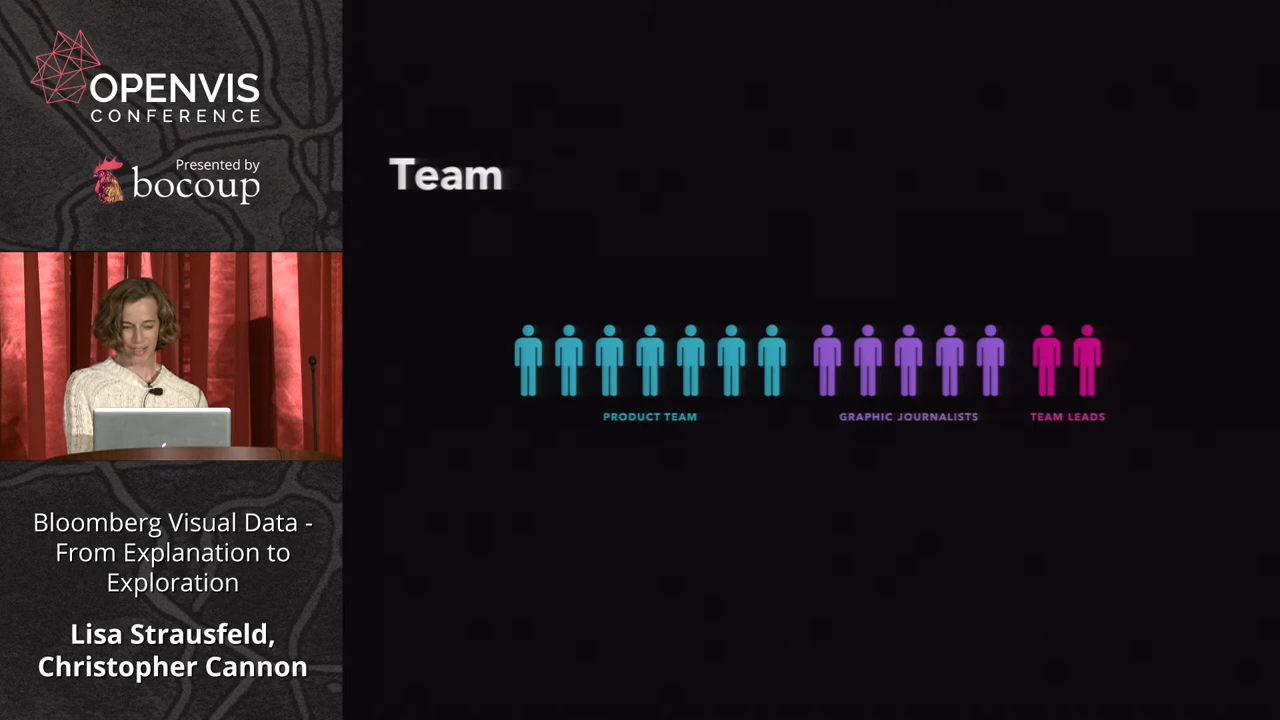 OPENVIS
CONFERENCE
Presented by
bocoup
Bloomberg Visual Data -
From Explanation to
Exploration
Lisa Strausfeld,
Christopher Cannon
Team
PRODUCT TEAM
GRAPHIC JOURNALISTS
TEAM LEADS